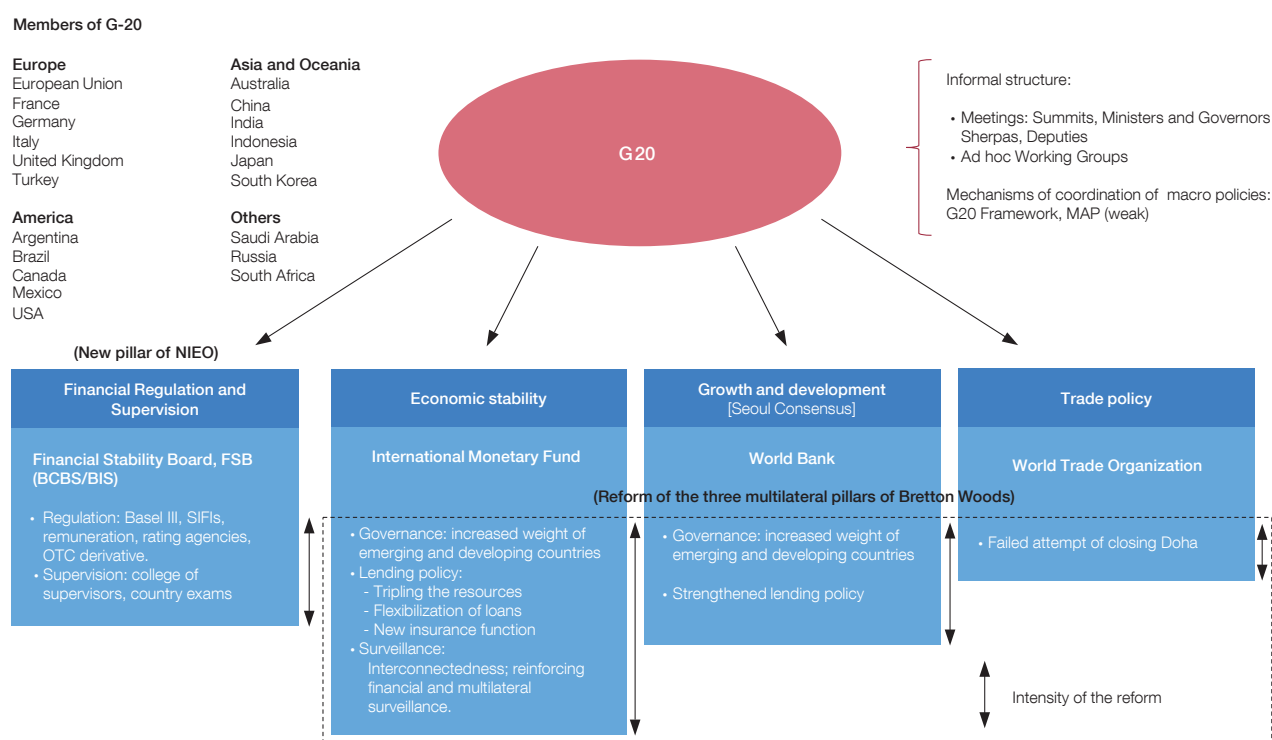 Members of G-20
Europe
European Union
France
Germany
Italy
United Kingdom
Turkey
Asia and Oceania
Australia
China
India
Indonesia
Japan
South Korea
America
Argentina
Brazil
Canada
Mexico
USA
Others
Saudi Arabia
Russia
South Africa
G20
Informal structure:
• Meetings: Summits, Ministers and Governors
Sherpas, Deputies
• Ad hoc Working Groups
Mechanisms of coordination of macro policies:
G20 Framework, MAP (weak)
(New pillar of NIEO)
Financial Regulation and
Supervision
Financial Stability Board, FSB
(BCBS/BIS)
• Regulation: Basel III, SIFIs,
remuneration, rating agencies,
OTC derivative.
• Supervision: college of
supervisors, country exams
Economic stability
International Monetary Fund
(Reform of the three multilateral pillars of Bretton Woods)
• Governance: increased weight of
emerging and developing countries
• Lending policy:
- Tripling the resources
- Flexibilization of loans
- New insurance function
• Surveillance:
Interconnectedness; reinforcing
financial and multilateral
surveillance.
Growth and development
[Seoul Consensus]
World Bank
• Governance: increased weight of
emerging and developing countries
• Strengthened lending policy
Trade policy
World Trade Organization
• Failed attempt of closing Doha
Intensity of the reform